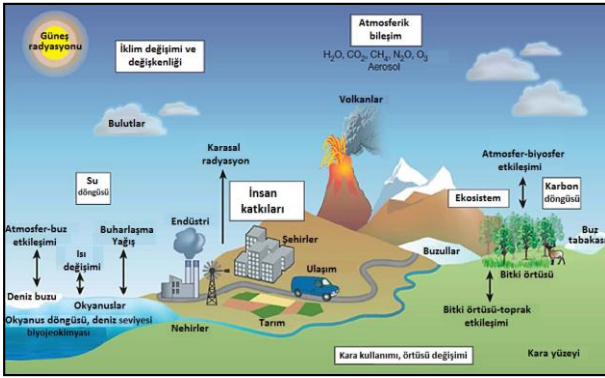 Güneş
radyasyonu
İklim değişimi ve
değişkenliği
Atmosferik
bileşim
H₂O, CO₂, CH₄, N₂O, O₃
Aerosol
Volkanlar
Bulutlar
Karasal
radyasyon
Atmosfer-biyosfer
etkileşimi
Su
döngüsü
İnsan
katkıları
Ekosistem
Karbon
döngüsü
Atmosfer-buz
etkileşimi
Isı
değişimi
Buharlaşma
Yağış
Endüstri
Şehirler
Ulaşım
Buzullar
Buz
tabakası
Bitki örtüsü
Deniz buzu
Okyanuslar
Okyanus döngüsü, deniz seviyesi
biyojeokimyası
Nehirler
Tarım
Bitki örtüsü-toprak
etkileşimi
Kara kullanımı, örtüsü değişimi
Kara yüzeyi